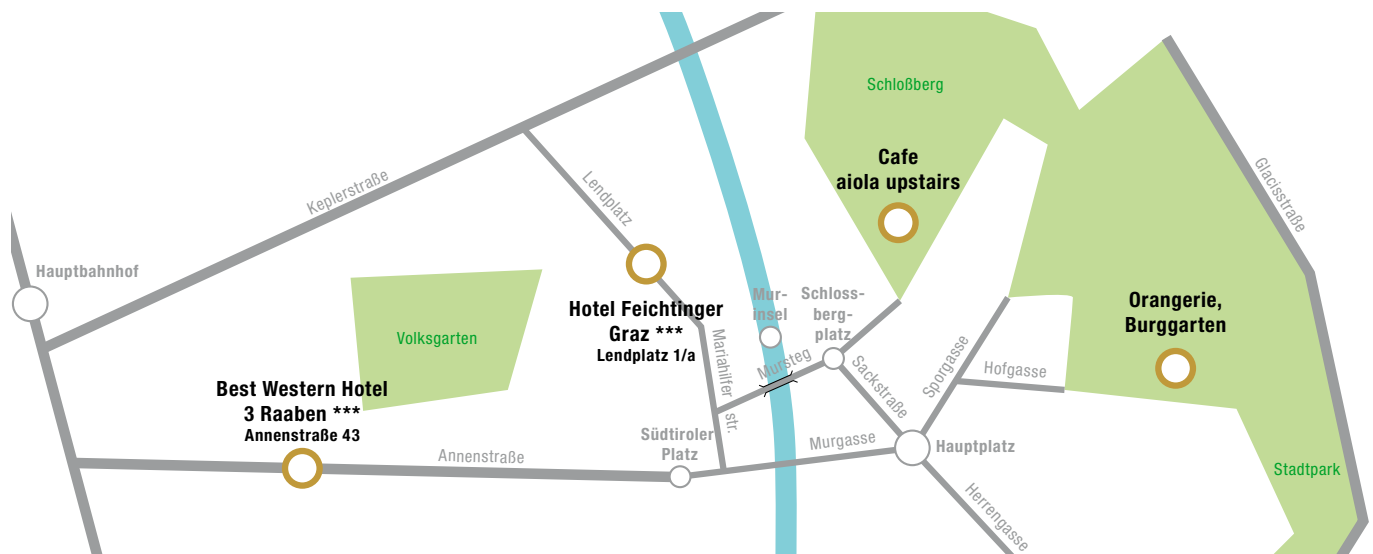 Schloßberg
Cafe
aiola upstairs
Glacisstraße
Keplerstraße
Lendplatz
Hauptbahnhof
Hotel Feichtinger
Graz ***
Lendplatz 1/a
Mur-
insel
Schloss-
berg-
platz
Orangerie,
Burggarten
Volksgarten
Mariahilfer
str.
Mursteg
Sackstraße
Sporgasse
Hofgasse
Best Western Hotel
3 Raaben ***
Annenstraße 43
Annenstraße
Südtiroler
Platz
Murgasse
Hauptplatz
Herrengasse
Stadtpark